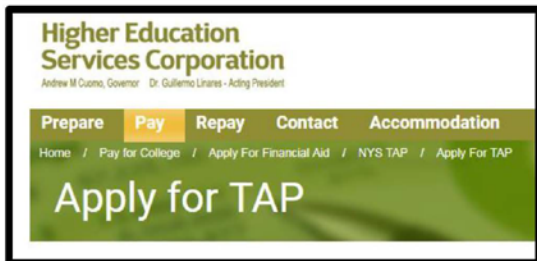 Higher Education
Services Corporation
Andrew M Cuomo, Governor Dr. Guillermo Linares - Acting President
Prepare Pay Repay Contact Accommodation
Home / Pay for College / Apply For Financial Aid / NYS TAP / Apply For TAP
Apply for TAP